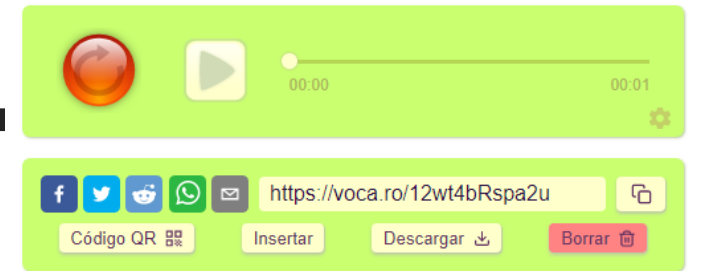 00:00 00:01
https://voca.ro/12wt4bRspa2u
Código QR Insertar Descargar Borrar